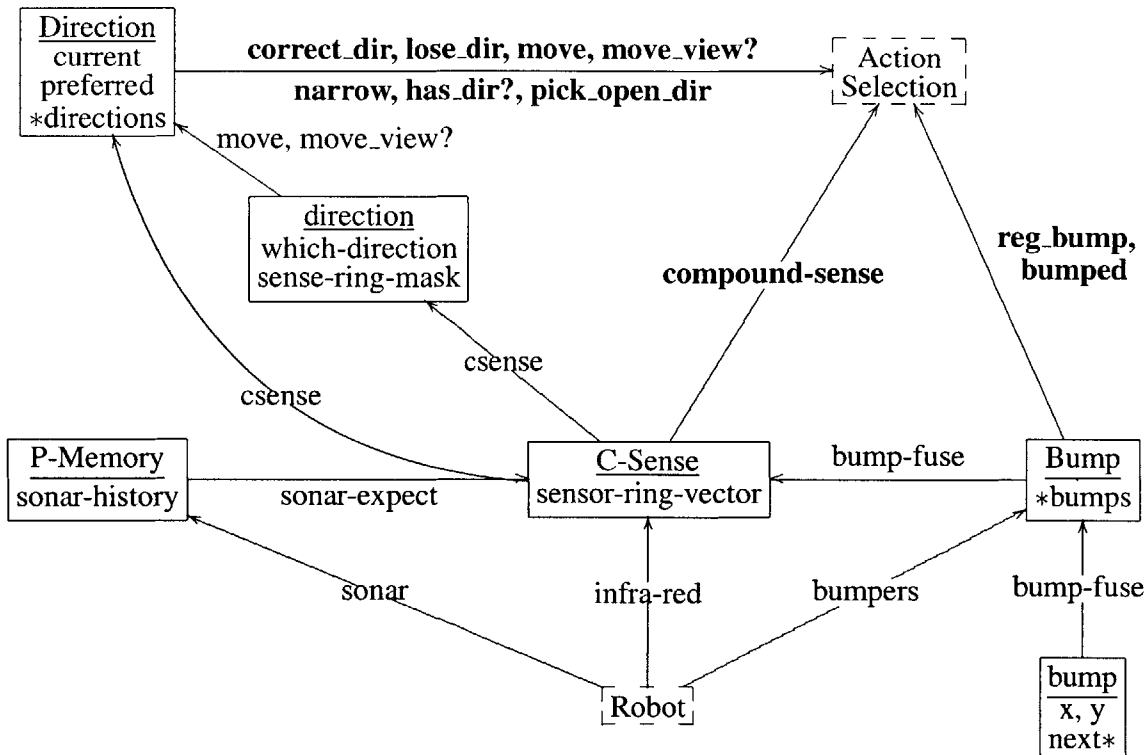 Direction
current
preferred
*directions
correct_dir, lose_dir, move, move_view?
narrow, has_dir?, pick_open_dir
Action
Selection
move, move_view?
direction
which-direction
sense-ring-mask
reg_bump,
bumped
compound-sense
csense
csense
P-Memory
sonar-history
sonar-expect
C-Sense
sensor-ring-vector
bump-fuse
Bump
*bumps
sonar
infra-red
bumpers
bump-fuse
Robot
bump
x, y
next*